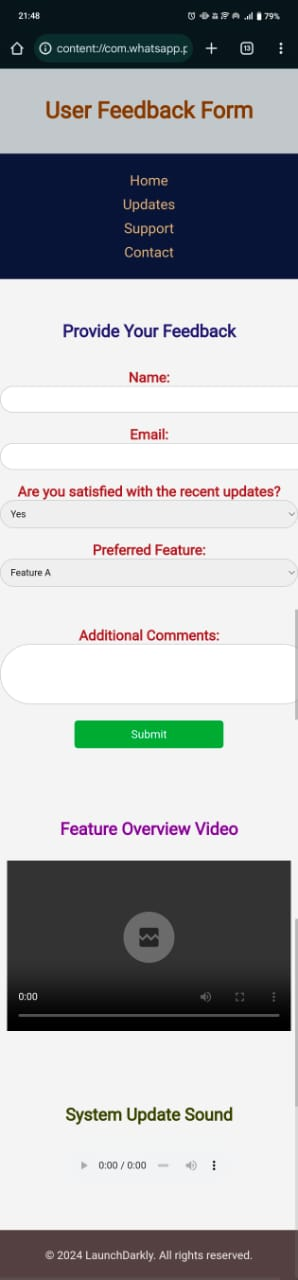 21:48
79%
content://com.whatsapp.p
13
User Feedback Form
Home
Updates
Support
Contact
Provide Your Feedback
Name:
Email:
Are you satisfied with the recent updates?
Yes
Preferred Feature:
Feature A
Additional Comments:
Submit
Feature Overview Video
0:00
System Update Sound
0:00 / 0:00
© 2024 LaunchDarkly. All rights reserved.